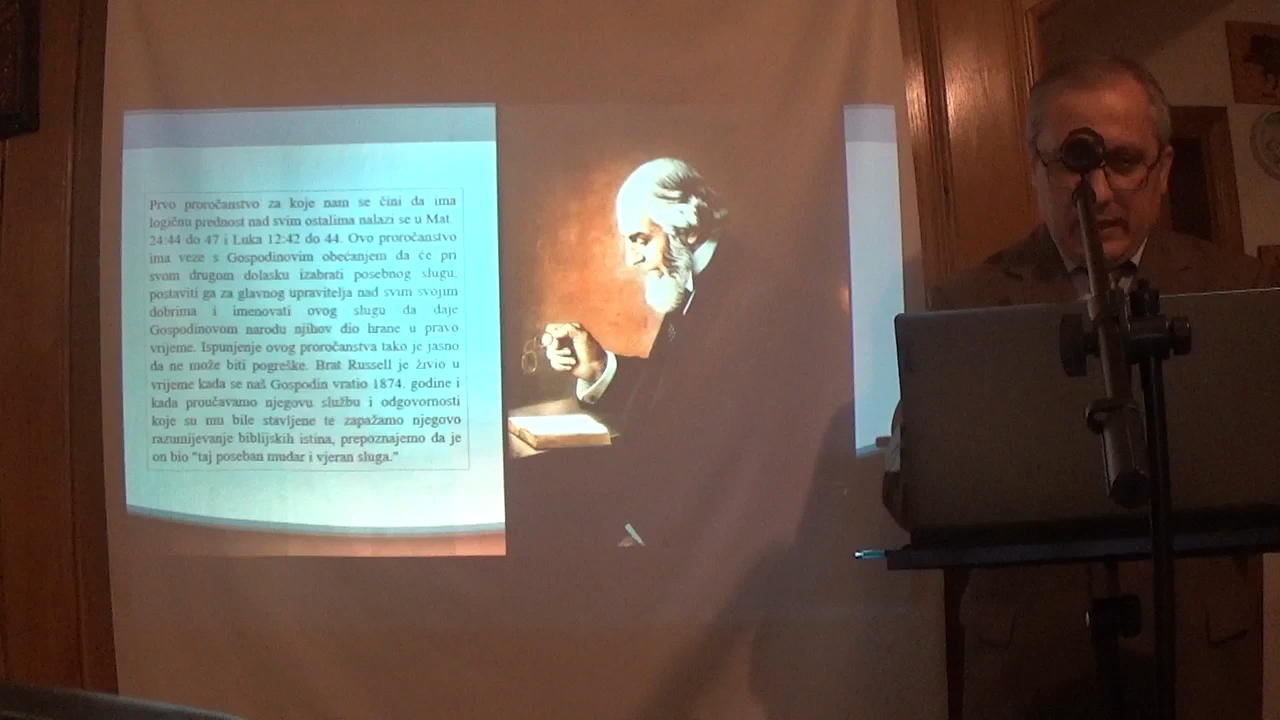 Prvo proročanstvo za koje nam se čini da ima
logičnu prednost nad svim ostalima nalazi se u Mat.
24:44 do 47 i Luka 12:42 do 44. Ovo proročanstvo
ima veze s Gospodinovim obećanjem da će pri
svom drugom dolasku izabrati posebnog slugu,
postaviti ga za glavnog upravitelja nad svim svojim
dobrima i imenovati ovog slugu da daje
Gospodinovom narodu njihov dio hrane u pravo
vrijeme. Ispunjenje ovog proročanstva tako je jasno
da ne može biti pogreške. Brat Russell je živio u
vrijeme kada se naš Gospodin vratio 1874. godine i
kada proučavamo njegovu službu i odgovornosti
koje su mu bile stavljene te zapažamo njegovo
razumijevanje biblijskih istina, prepoznajemo da je
on bio "taj poseban mudar i vjeran sluga."